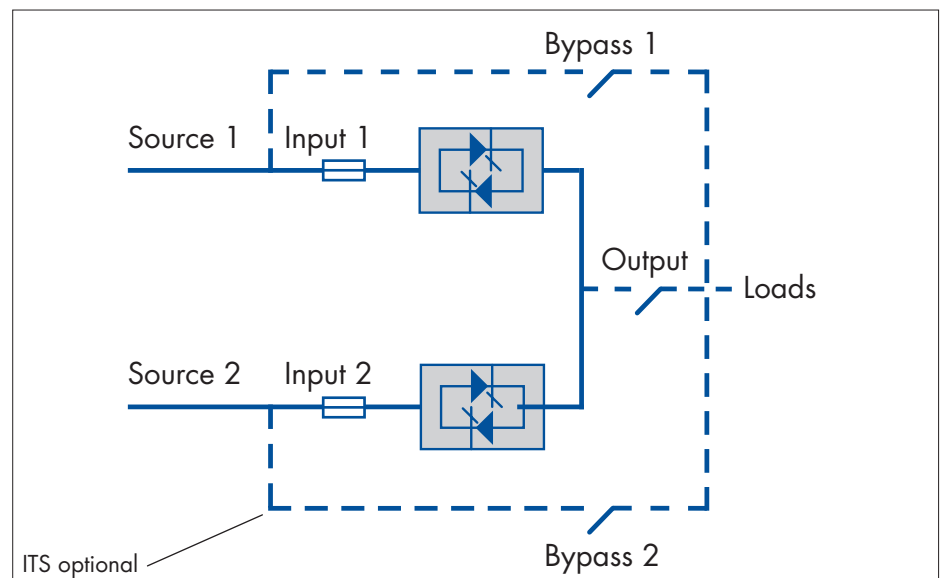 Bypass 1
Source 1
Input 1
Output
Loads
Source 2
Input 2
Bypass 2
ITS optional